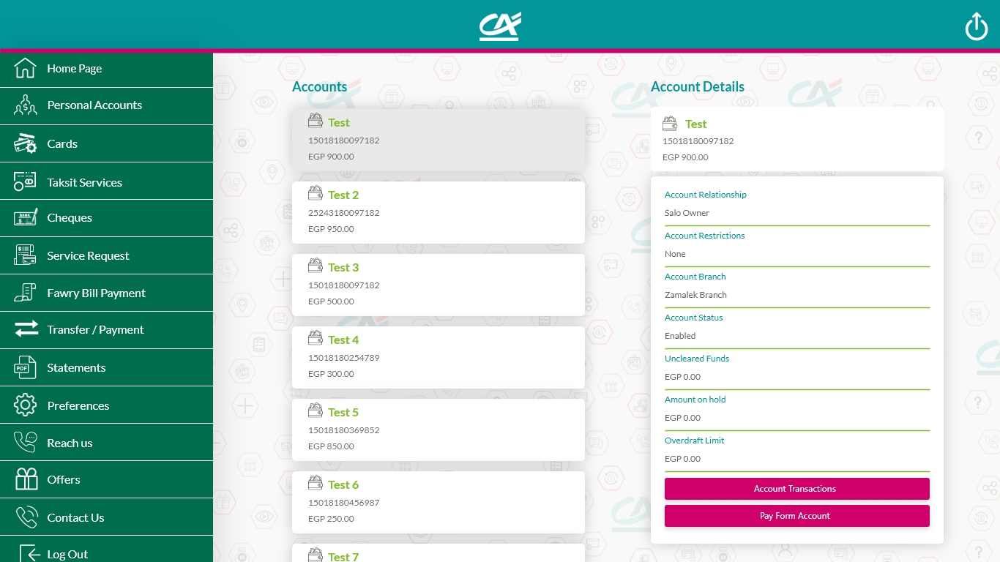 CA
Home Page
Personal Accounts
Cards
Taksit Services
Cheques
Service Request
Fawry Bill Payment
Transfer / Payment
PDF
Statements
Preferences
Reach us
Offers
Contact Us
Log Out
Accounts
Test
15018180097182
EGP 900.00
Test 2
25243180097182
EGP 950.00
Test 3
15018180097182
EGP 500.00
Test 4
15018180254789
EGP 300.00
Test 5
15018180369852
EGP 850.00
Test 6
15018180456987
EGP 250.00
Test 7
Account Details
Test
15018180097182
EGP 900.00
Account Relationship
Salo Owner
Account Restrictions
None
Account Branch
Zamalek Branch
Account Status
Enabled
Uncleared Funds
EGP 0.00
Amount on hold
EGP 0.00
Overdraft Limit
EGP 0.00
Account Transactions
Pay Form Account